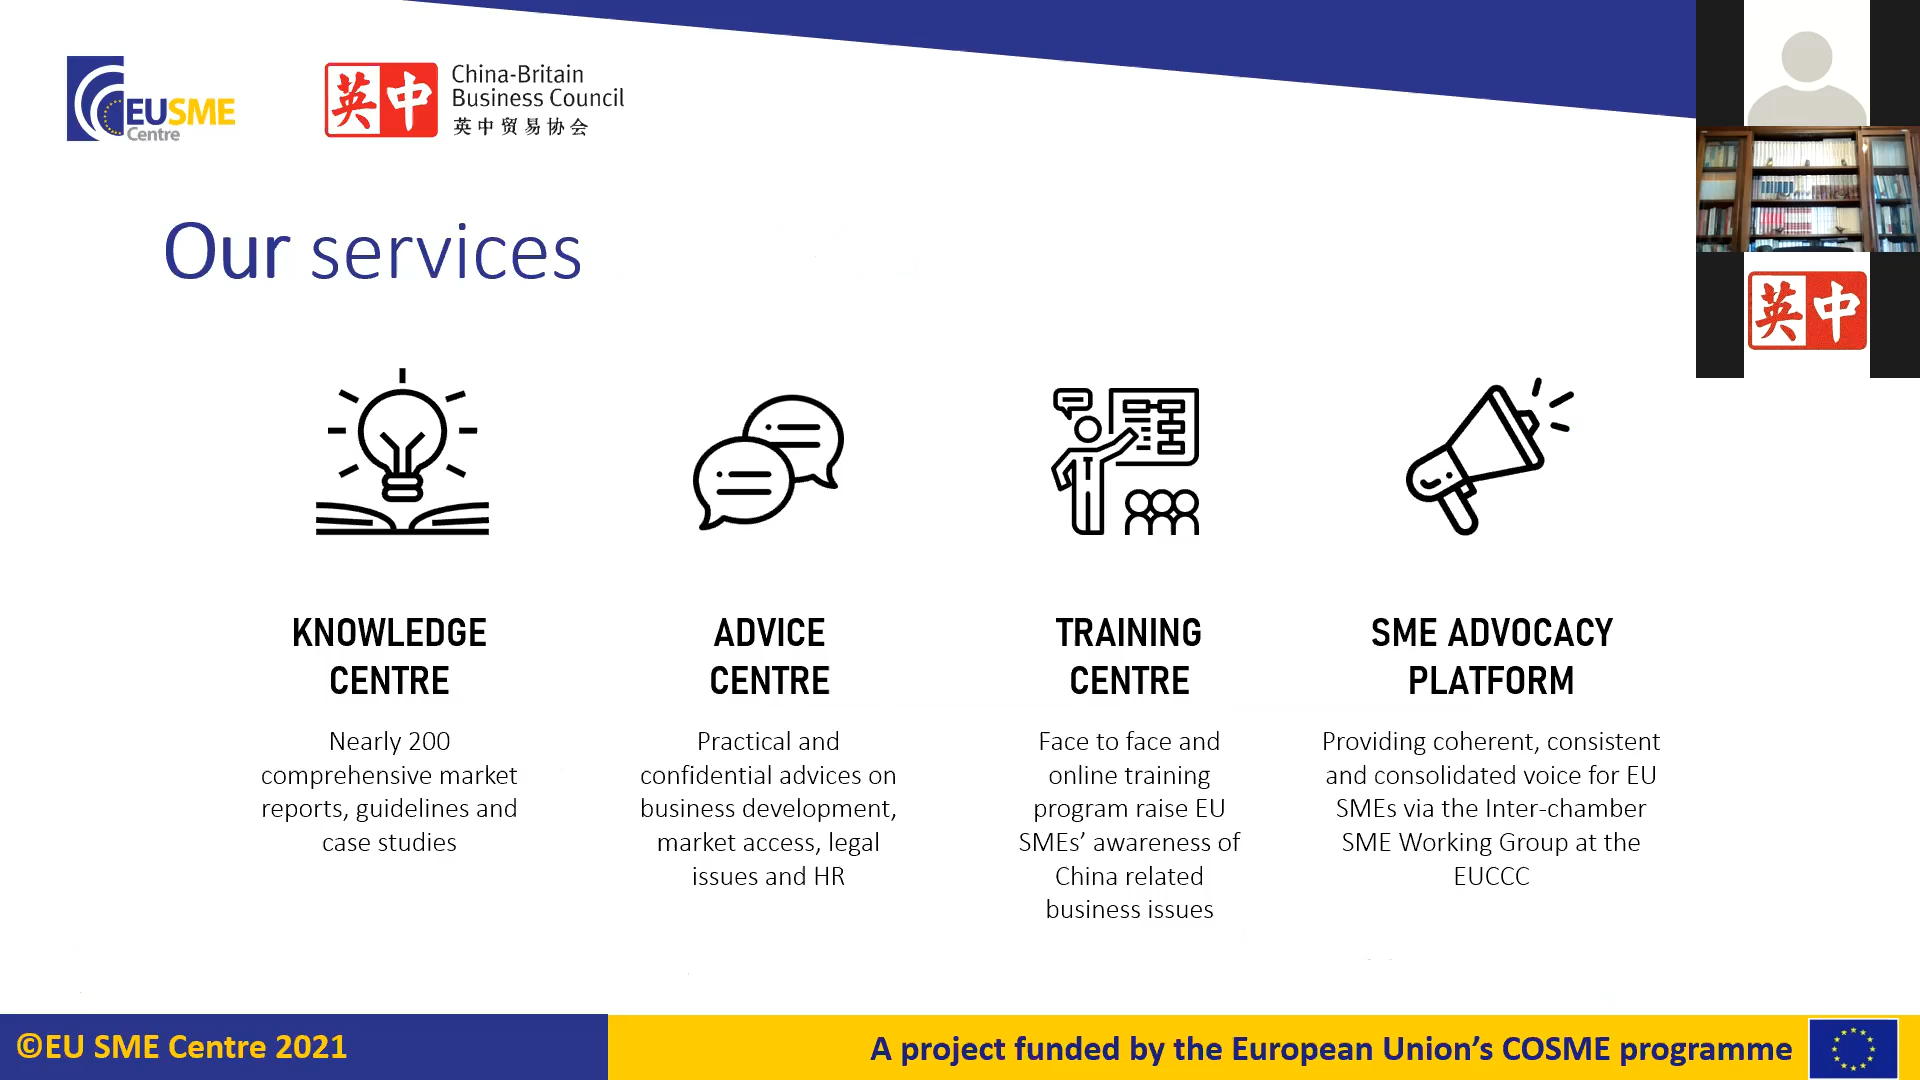 EUSME
Centre
英中
China-Britain
Business Council
英中贸易协会
英中
Our services
KNOWLEDGE
CENTRE
Nearly 200
comprehensive market
reports, guidelines and
case studies
ADVICE
CENTRE
Practical and
confidential advices on
business development,
market access, legal
issues and HR
TRAINING
CENTRE
Face to face and
online training
program raise EU
SMEs’ awareness of
China related
business issues
SME ADVOCACY
PLATFORM
Providing coherent, consistent
and consolidated voice for EU
SMEs via the Inter-chamber
SME Working Group at the
EUCCC
©EU SME Centre 2021
A project funded by the European Union’s COSME programme